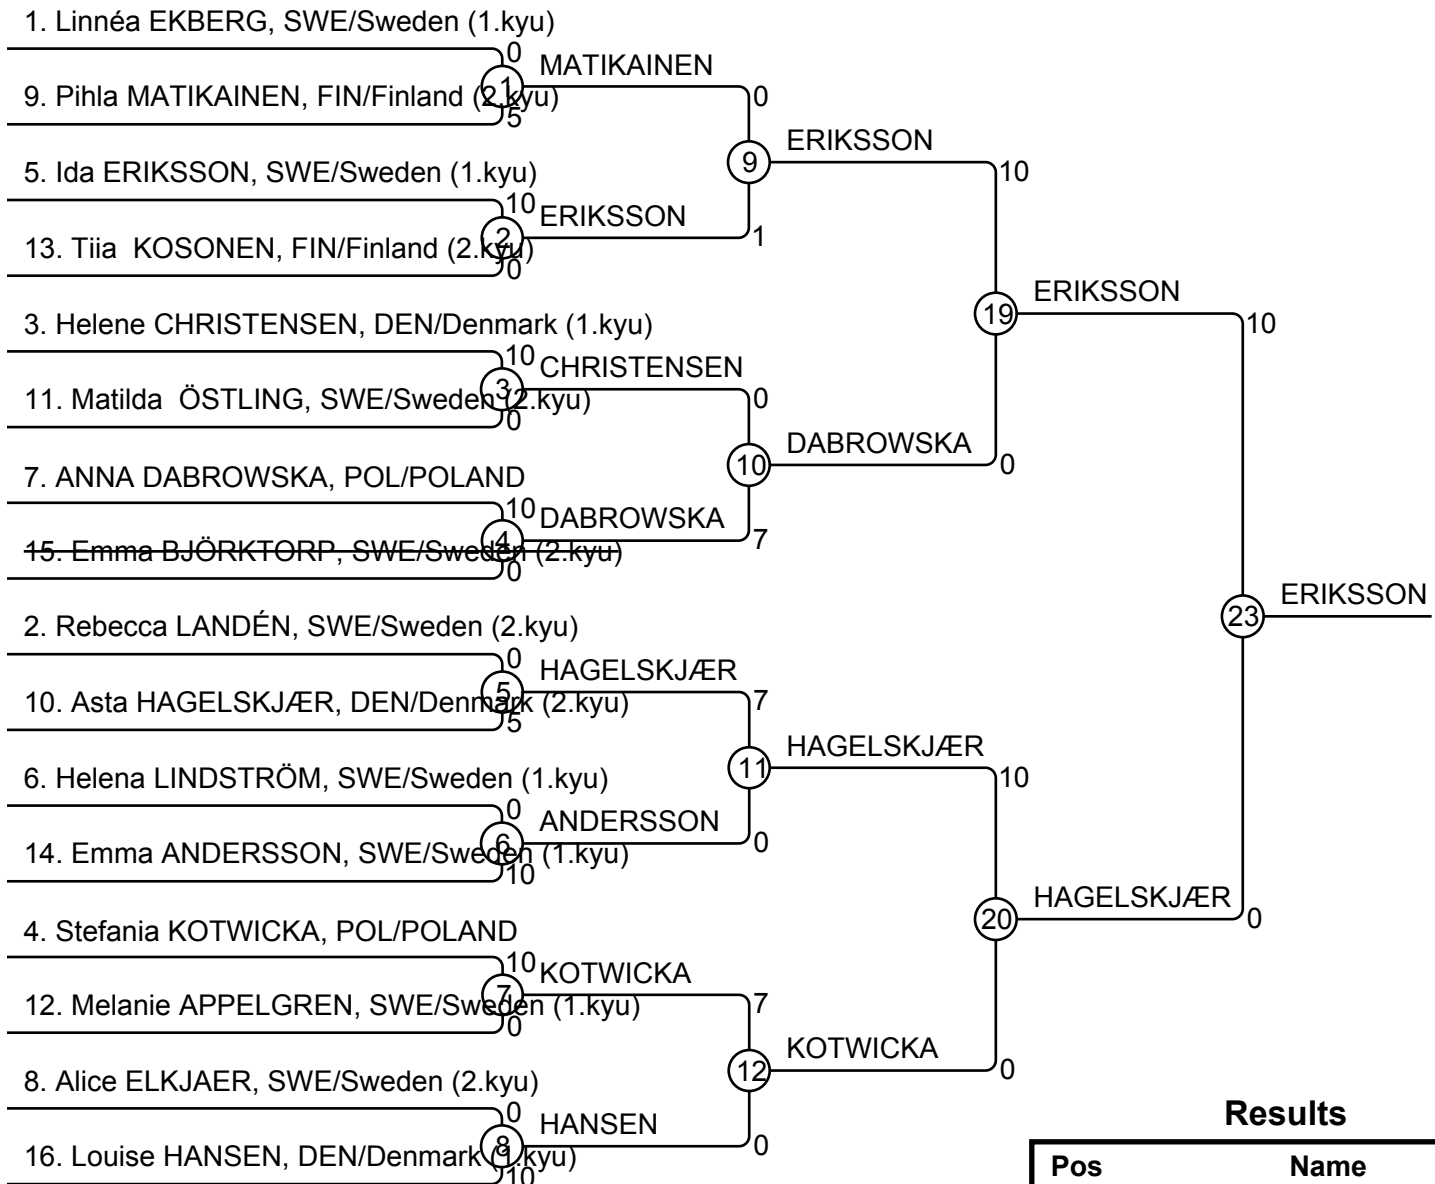 1. Linnéa EKBERG, SWE/Sweden (1.kyu)
0
1 MATIKAINEN
9. Pihla MATIKAINEN, FIN/Finland (2.kyu)
5
0
9 ERIKSSON
5. Ida ERIKSSON, SWE/Sweden (1.kyu)
10
2 ERIKSSON
1
13. Tiia KOSONEN, FIN/Finland (2.kyu)
0
10
19 ERIKSSON
3. Helene CHRISTENSEN, DEN/Denmark (1.kyu)
10
3 CHRISTENSEN
11. Matilda ÖSTLING, SWE/Sweden (2.kyu)
0
0
10 DABROWSKA
0
7. ANNA DABROWSKA, POL/POLAND
10
4 DABROWSKA
7
15. Emma BJÖRKTORP, SWE/Sweden (2.kyu)
0
10
23 ERIKSSON
2. Rebecca LANDÉN, SWE/Sweden (2.kyu)
0
5 HAGELSKJÆR
10. Asta HAGELSKJÆR, DEN/Denmark (2.kyu)
5
7
11 HAGELSKJÆR
6. Helena LINDSTRÖM, SWE/Sweden (1.kyu)
0
6 ANDERSSON
0
14. Emma ANDERSSON, SWE/Sweden (1.kyu)
10
10
20 HAGELSKJÆR
0
4. Stefania KOTWICKA, POL/POLAND
10
7 KOTWICKA
12. Melanie APPELGREN, SWE/Sweden (1.kyu)
0
7
12 KOTWICKA
0
8. Alice ELKJAER, SWE/Sweden (2.kyu)
0
8 HANSEN
0
16. Louise HANSEN, DEN/Denmark (1.kyu)
10
Results
Pos Name